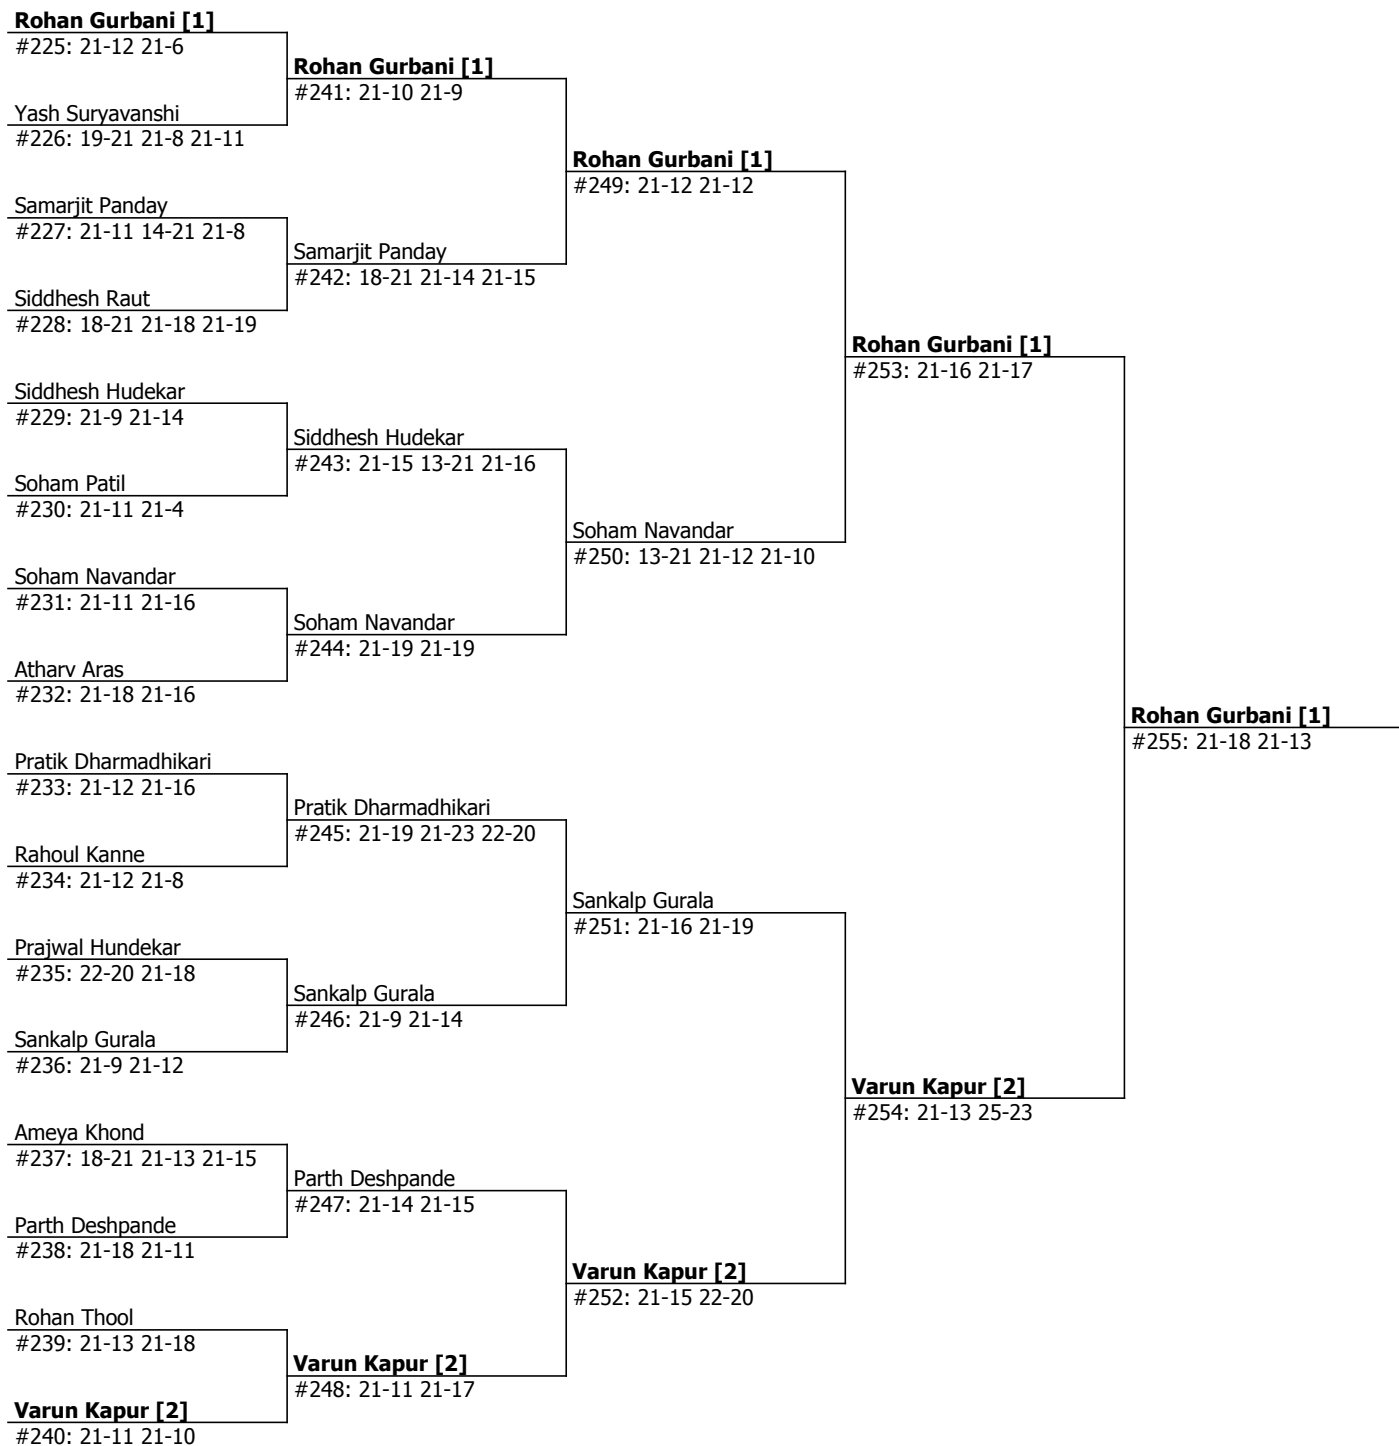 Rohan Gurbani [1]
#225: 21-12 21-6
Rohan Gurbani [1]
#241: 21-10 21-9
Yash Suryavanshi
#226: 19-21 21-8 21-11
Rohan Gurbani [1]
#249: 21-12 21-12
Samarjit Panday
#227: 21-11 14-21 21-8
Samarjit Panday
#242: 18-21 21-14 21-15
Siddhesh Raut
#228: 18-21 21-18 21-19
Rohan Gurbani [1]
#253: 21-16 21-17
Siddhesh Hudekar
#229: 21-9 21-14
Siddhesh Hudekar
#243: 21-15 13-21 21-16
Soham Patil
#230: 21-11 21-4
Soham Navandar
#250: 13-21 21-12 21-10
Soham Navandar
#231: 21-11 21-16
Soham Navandar
#244: 21-19 21-19
Atharv Aras
#232: 21-18 21-16
Rohan Gurbani [1]
#255: 21-18 21-13
Pratik Dharmadhikari
#233: 21-12 21-16
Pratik Dharmadhikari
#245: 21-19 21-23 22-20
Rahoul Kanne
#234: 21-12 21-8
Sankalp Gurala
#251: 21-16 21-19
Prajwal Hundekar
#235: 22-20 21-18
Sankalp Gurala
#246: 21-9 21-14
Sankalp Gurala
#236: 21-9 21-12
Varun Kapur [2]
#254: 21-13 25-23
Ameya Khond
#237: 18-21 21-13 21-15
Parth Deshpande
#247: 21-14 21-15
Parth Deshpande
#238: 21-18 21-11
Varun Kapur [2]
#252: 21-15 22-20
Rohan Thool
#239: 21-13 21-18
Varun Kapur [2]
#248: 21-11 21-17
Varun Kapur [2]
#240: 21-11 21-10